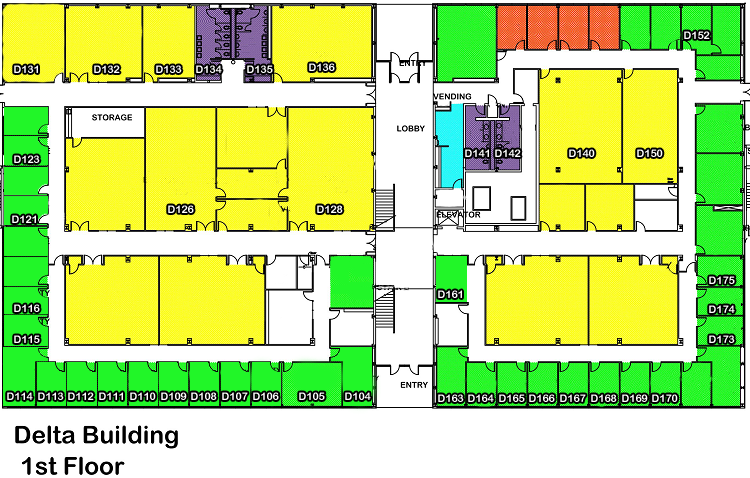 D152
ENTRY
D131
D132
D133
D134
D135
D136
VENDING
STORAGE
LOBBY
D123
D141
D142
D140
D150
D121
D126
D128
ELEVATOR
D175
D161
D116
D174
D115
D173
ENTRY
D114
D113
D112
D111
D110
D109
D108
D107
D106
D105
D104
D163
D164
D165
D166
D167
D168
D169
D170
Delta Building
1st Floor